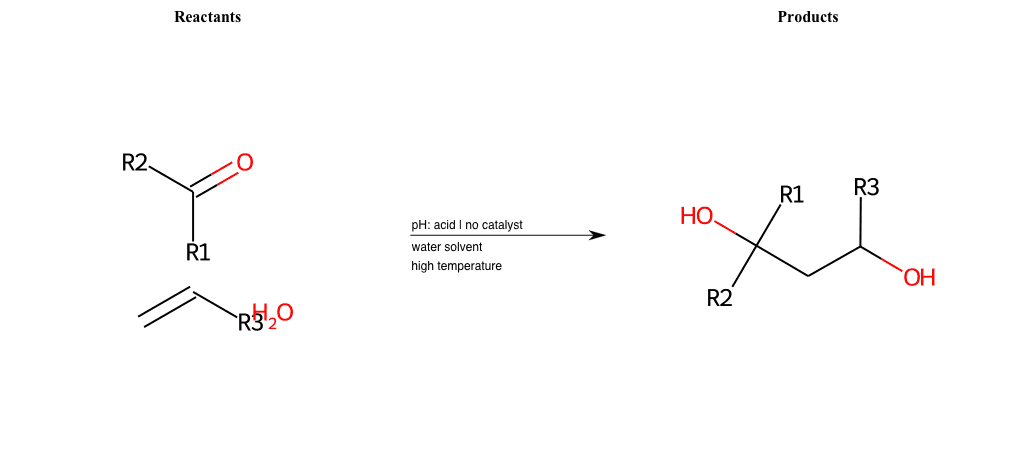 Reactants
Products
R2
O
R1
R3
H2O
pH: acid | no catalyst
water solvent
high temperature
HO
R1
R3
R2
OH